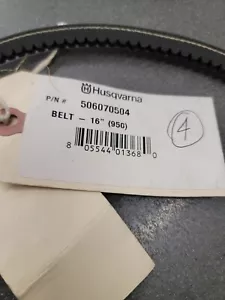 Husqvarna
P/N # 506070504
BELT – 16" (950)
8 05544 01368 0
4